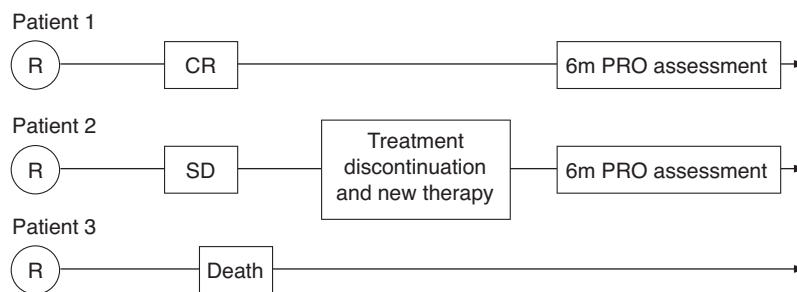 Patient 1
R
CR
6m PRO assessment
Patient 2
R
SD
Treatment
discontinuation
and new therapy
6m PRO assessment
Patient 3
R
Death